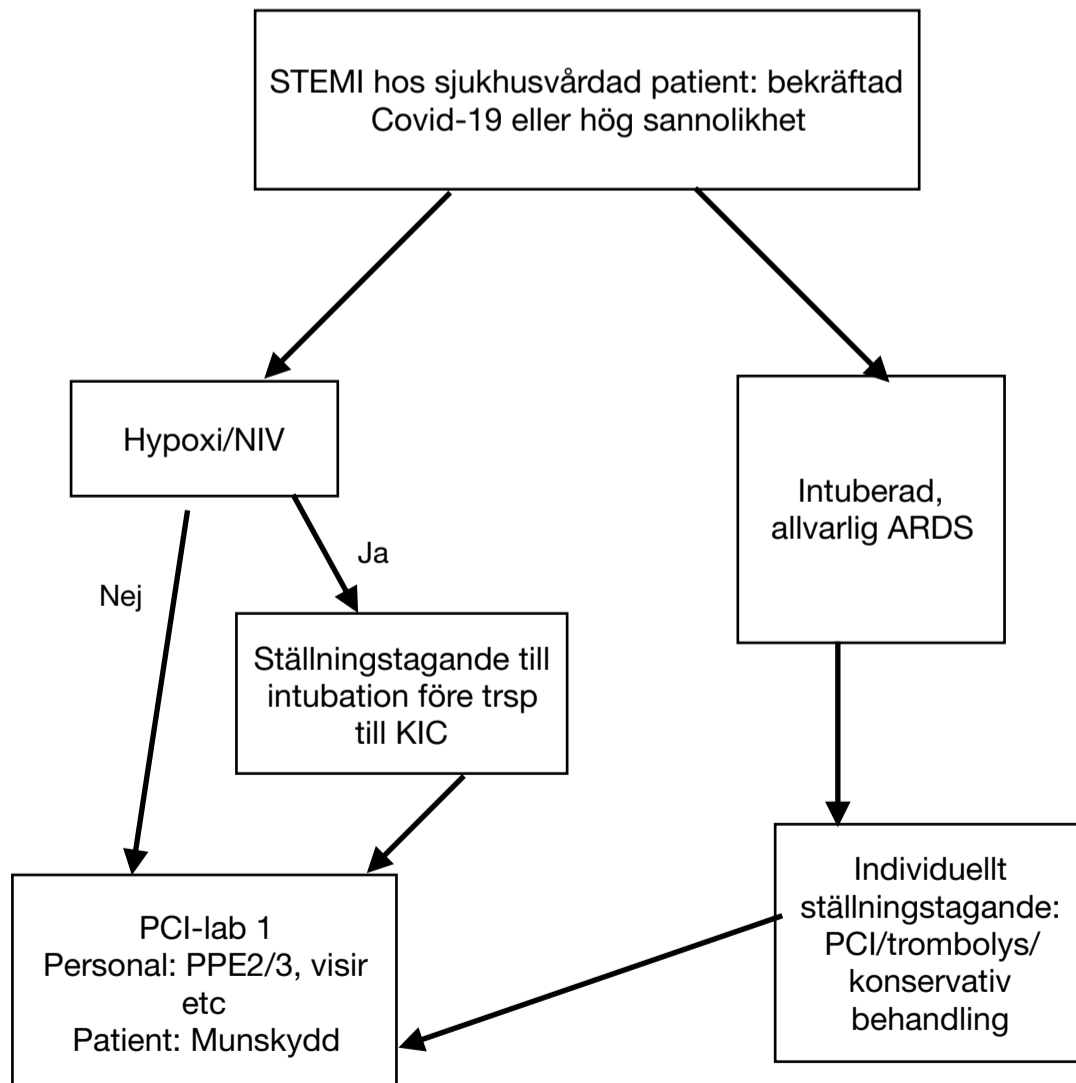 STEMI hos sjukhusvårdad patient: bekräftad
Covid-19 eller hög sannolikhet
Hypoxi/NIV
Intuberad,
allvarlig ARDS
Ja
Nej
Ställningstagande till
intubation före trsp
till KIC
PCI-lab 1
Personal: PPE2/3, visir
etc
Patient: Munskydd
Individuellt
ställningstagande:
PCI/trombolys/
konservativ
behandling